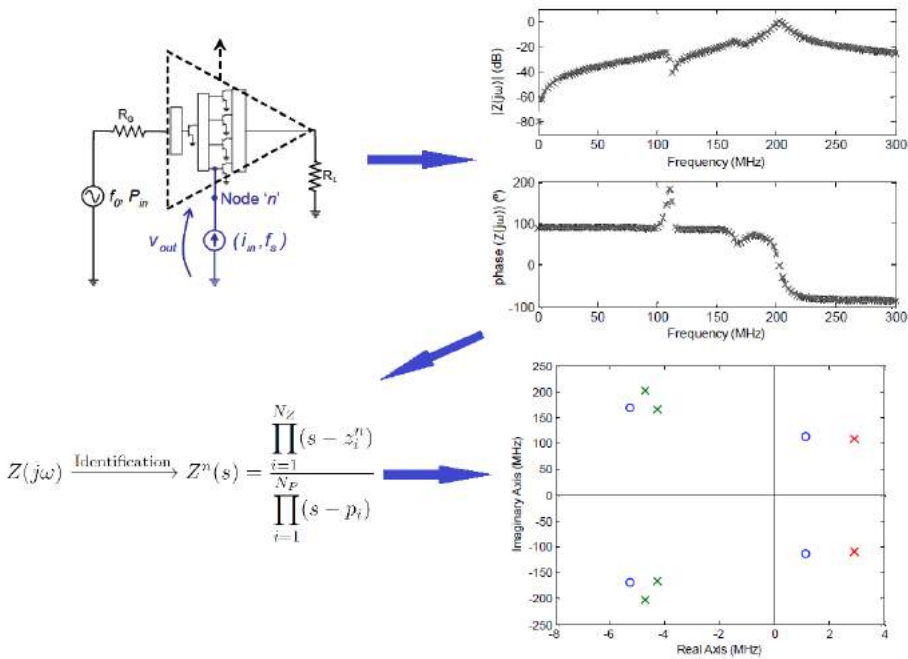 R_G
f_0, P_in
R_L
Node 'n'
v_out
(i_in, f_s)
|Z(jω)| (dB)
0
-20
-40
-60
-80
0 50 100 150 200 250 300
Frequency (MHz)
phase (Z(jω)) (º)
200
100
0
-100
0 50 100 150 200 250 300
Frequency (MHz)
Z(jω) Identification Z^n(s) = ∏_{i=1}^{N_Z}(s − z_i^n) / ∏_{i=1}^{N_P}(s − p_i)
Imaginary Axis (MHz)
250
200
150
100
50
0
-50
-100
-150
-200
-250
-8 -6 -4 -2 0 2 4
Real Axis (MHz)